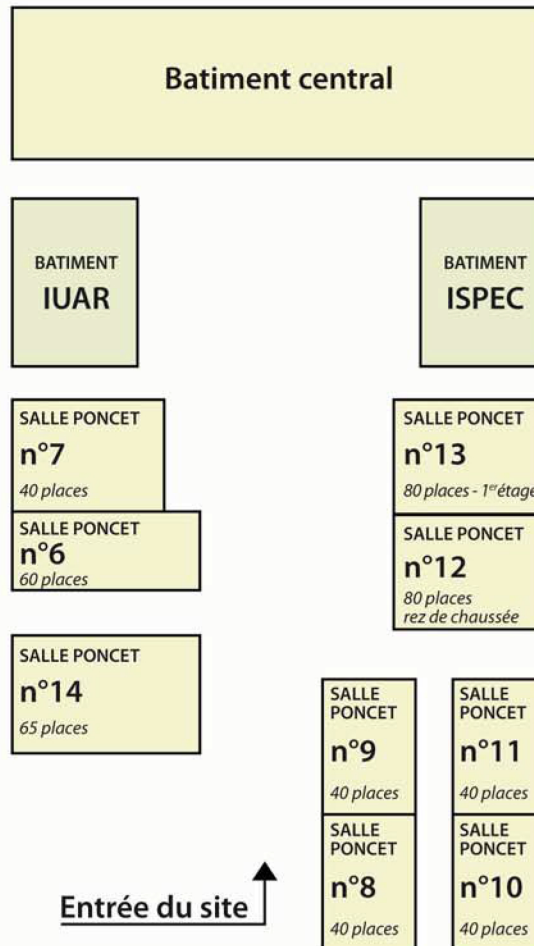 Batiment central
BATIMENT
IUAR
BATIMENT
ISPEC
SALLE PONCET
n°7
40 places
SALLE PONCET
n°6
60 places
SALLE PONCET
n°14
65 places
SALLE PONCET
n°13
80 places - 1er étage
SALLE PONCET
n°12
80 places
rez de chaussée
SALLE
PONCET
n°9
40 places
SALLE
PONCET
n°11
40 places
SALLE
PONCET
n°8
40 places
SALLE
PONCET
n°10
40 places
Entrée du site